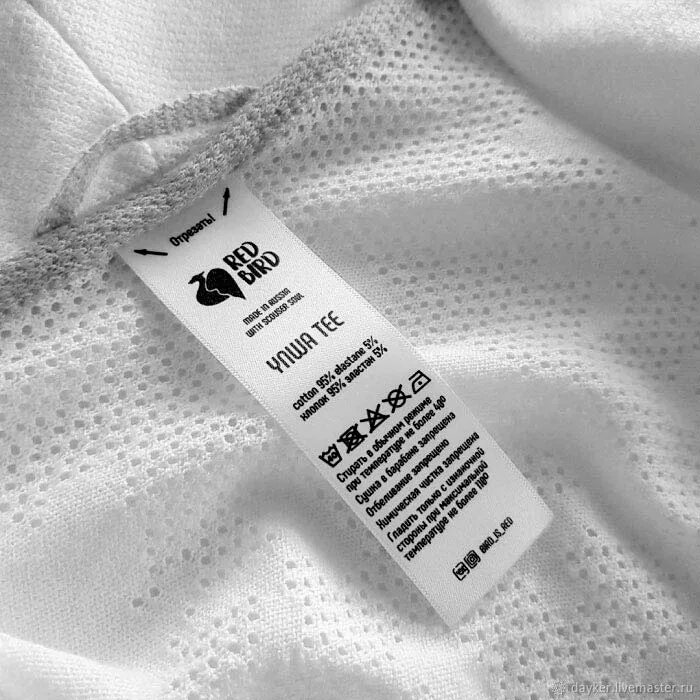 Отрезать!
RED
BIRD
MADE IN RUSSIA
WITH SCOUSER SOUL
YNWA TEE
cotton 95% elastane 5%
хлопок 95% эластан 5%
Стирать в обычном режиме
при температуре не более 40°
Сушка в барабане запрещена
Отбеливание запрещено
Химическая чистка запрещена
Гладить только с изнаночной
стороны при максимальной
температуре не более 110°
@BIRD_IS_RED
dayker.livemaster.ru